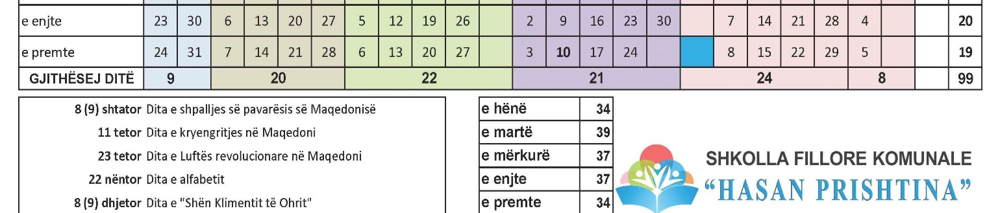 e enjte 23 30 6 13 20 27 5 12 19 26 2 9 16 23 30 7 14 21 28 4 20
e premte 24 31 7 14 21 28 6 13 20 27 3 10 17 24 8 15 22 29 5 19
GJITHËSEJ DITË 9 20 22 21 24 8 99
8 (9) shtator Dita e shpalljes së pavarësis së Maqedonisë
11 tetor Dita e kryengritjes në Maqedoni
23 tetor Dita e Luftës revolucionare në Maqedoni
22 nëntor Dita e alfabetit
8 (9) dhjetor Dita e "Shën Klimentit të Ohrit"
e hënë 34
e martë 39
e mërkurë 37
e enjte 37
e premte 34
SHKOLLA FILLORE KOMUNALE
“HASAN PRISHTINA”